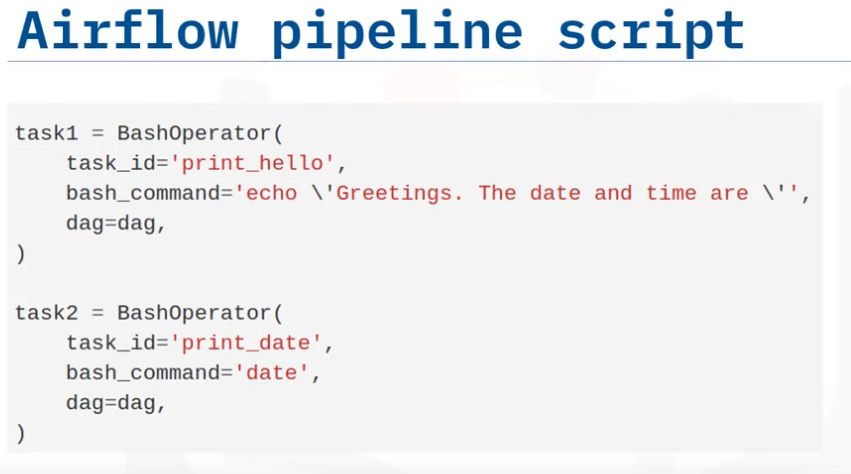 Airflow pipeline script
task1 = BashOperator(
    task_id='print_hello',
    bash_command='echo \'Greetings. The date and time are \'',
    dag=dag,
)
task2 = BashOperator(
    task_id='print_date',
    bash_command='date',
    dag=dag,
)